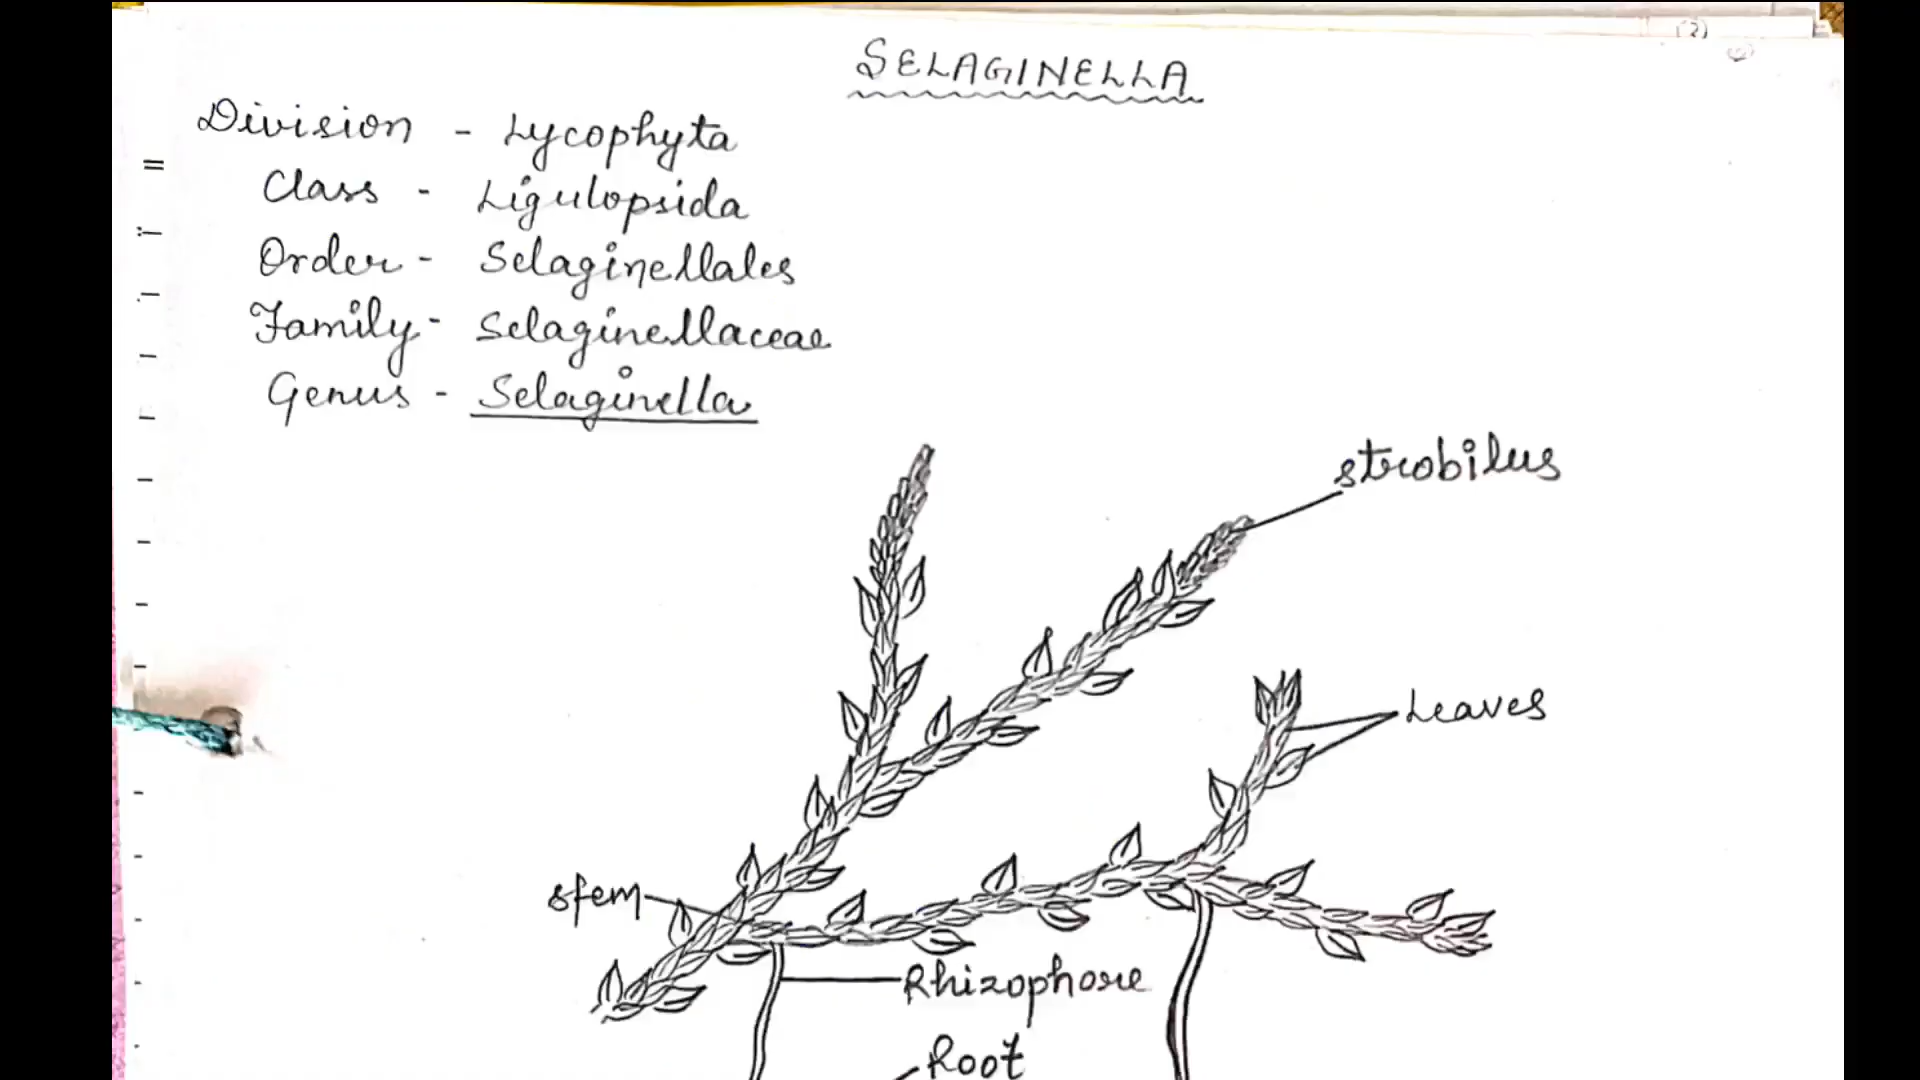 SELAGINELLA
Division - Lycophyta
Class - Ligulopsida
Order - Selaginellales
Family - Selaginellaceae
Genus - Selaginella
strobilus
Leaves
stem
Rhizophore
Root